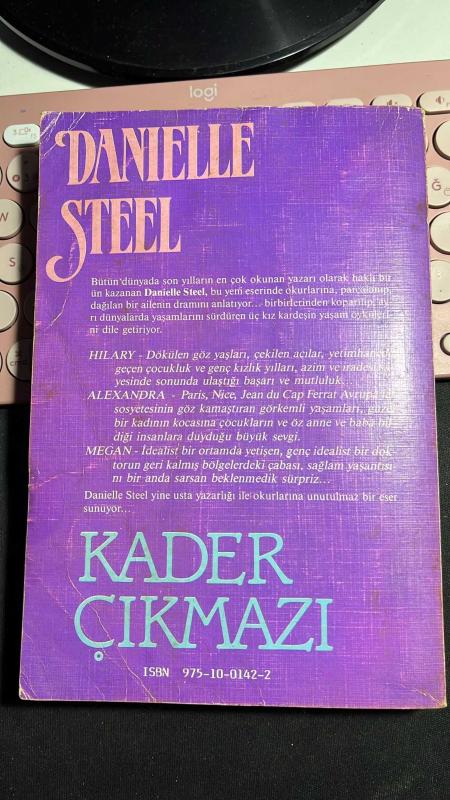 logi
F5
W
S
X
Ğ
DANIELLE
STEEL
Bütün dünyada son yılların en çok okunan yazarı olarak haklı bir
ün kazanan Danielle Steel, bu yeni eserinde okurlarına, parçalanıp,
dağılan bir ailenin dramını anlatıyor... birbirlerinden koparılıp, ay-
rı dünyalarda yaşamlarını sürdüren üç kız kardeşin yaşam öyküleri-
ni dile getiriyor.
HILARY - Dökülen göz yaşları, çekilen acılar, yetimhanede
geçen çocukluk ve genç kızlık yılları, azim ve iradesi
yesinde sonunda ulaştığı başarı ve mutluluk.
ALEXANDRA - Paris, Nice, Jean du Cap Ferrat Avrupa
sosyetesinin göz kamaştıran görkemli yaşamları, güzel
bir kadının kocasına çocukların ve öz anne ve baba bil-
diği insanlara duyduğu büyük sevgi.
MEGAN - İdealist bir ortamda yetişen, genç idealist bir dok-
torun geri kalmış bölgelerdeki çabası, sağlam yaşantısı-
nı bir anda sarsan beklenmedik sürpriz...
Danielle Steel yine usta yazarlığı ile okurlarına unutulmaz bir eser
sunuyor...
KADER
ÇIKMAZI
ISBN 975-10-0142-2